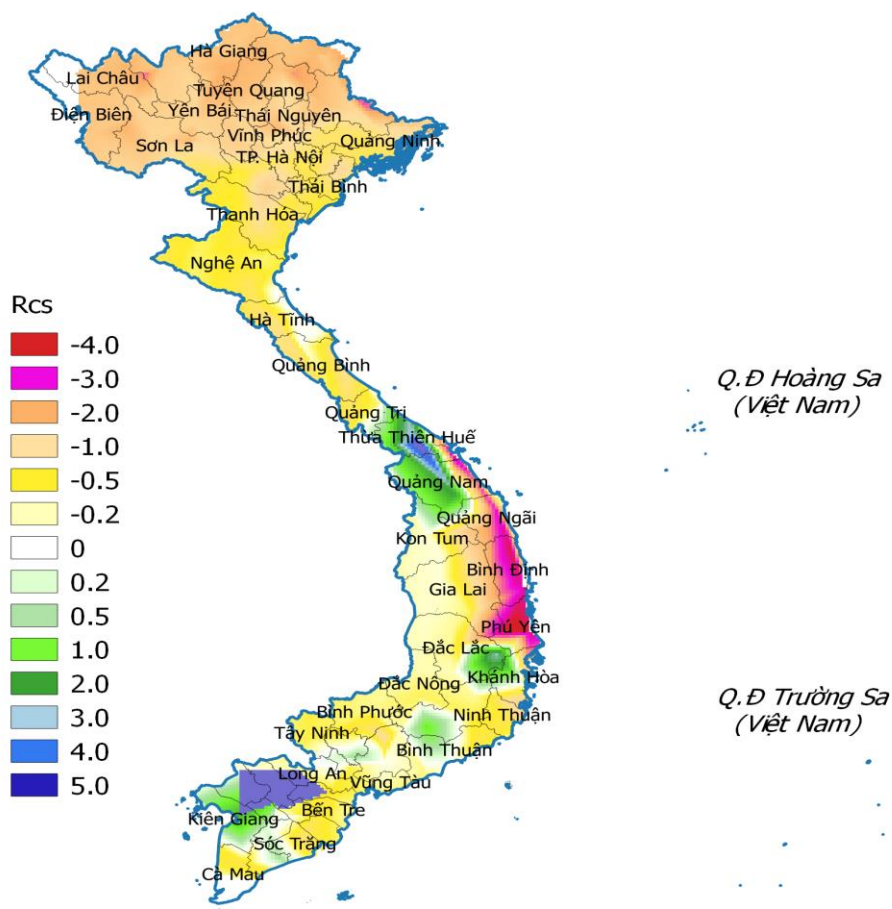 Hà Giang
Lai Châu
Tuyên Quang
Điện Biên
Yên Bái
Thái Nguyên
Vĩnh Phúc
Quảng Ninh
Sơn La
TP. Hà Nội
Thái Bình
Thanh Hóa
Nghệ An
Rcs
Hà Tĩnh
-4.0
-3.0
-2.0
-1.0
-0.5
-0.2
0
0.2
0.5
1.0
2.0
3.0
4.0
5.0
Quảng Bình
Q.Đ Hoàng Sa
(Việt Nam)
Quảng Trị
Thừa Thiên Huế
Quảng Nam
Quảng Ngãi
Kon Tum
Bình Định
Gia Lai
Phú Yên
Đắc Lắc
Khánh Hòa
Đắc Nông
Q.Đ Trường Sa
(Việt Nam)
Bình Phước
Ninh Thuận
Tây Ninh
Bình Thuận
Long An
Vũng Tàu
Bến Tre
Kiên Giang
Sóc Trăng
Cà Mau